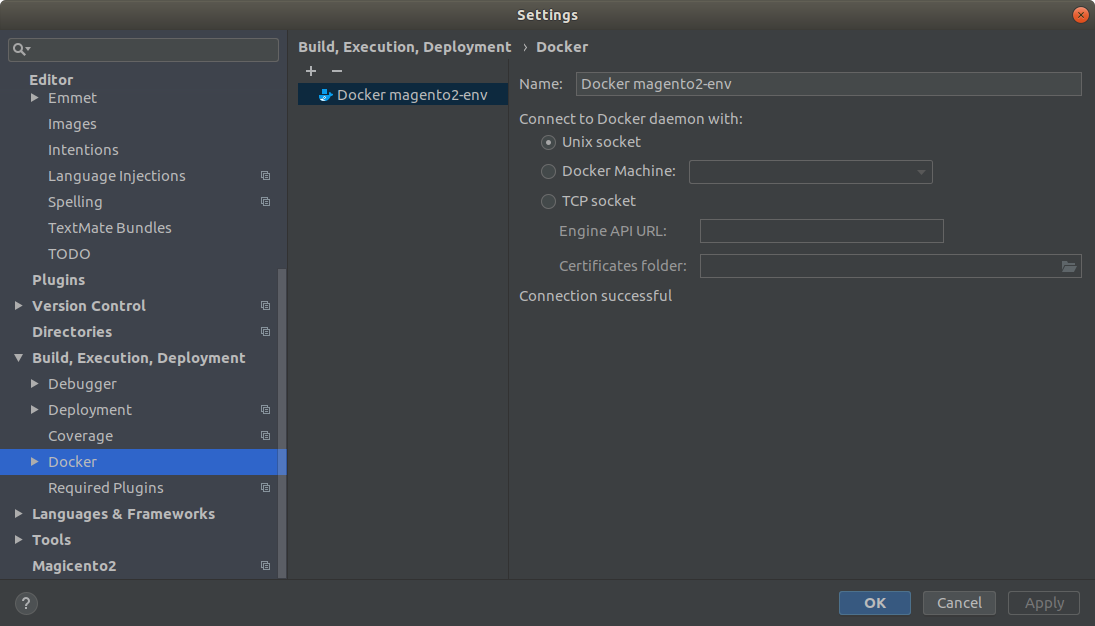 Settings
Editor
Emmet
Images
Intentions
Language Injections
Spelling
TextMate Bundles
TODO
Plugins
Version Control
Directories
Build, Execution, Deployment
Debugger
Deployment
Coverage
Docker
Required Plugins
Languages & Frameworks
Tools
Magicento2
Build, Execution, Deployment › Docker
Docker magento2-env
Name: Docker magento2-env
Connect to Docker daemon with:
Unix socket
Docker Machine:
TCP socket
Engine API URL:
Certificates folder:
Connection successful
?
OK Cancel Apply